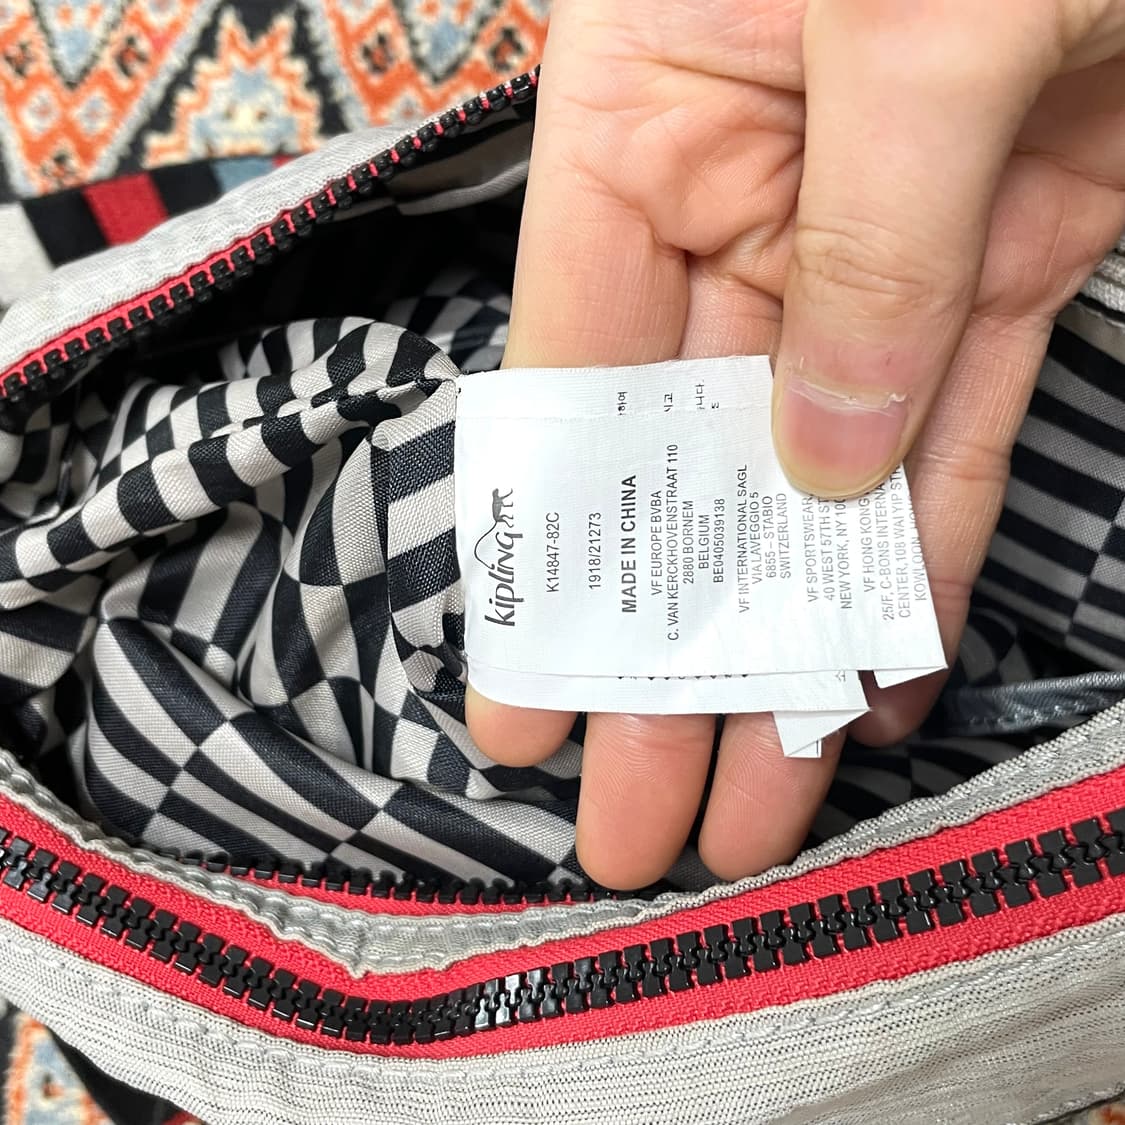 kipling
K14847-82C
1918/21273
MADE IN CHINA
VF EUROPE BVBA
C. VAN KERCKHOVENSTRAAT 110
2880 BORNEM
BELGIUM
BE0405039138
VF INTERNATIONAL SAGL
VIA LAVEGGIO 5
6855 – STABIO
SWITZERLAND
VF SPORTSWEAR,
40 WEST 57TH ST
NEW YORK, NY 100
VF HONG KONG
25/F, C-BONS INTERNA
CENTER,108 WAI YIP ST
KOWLOON